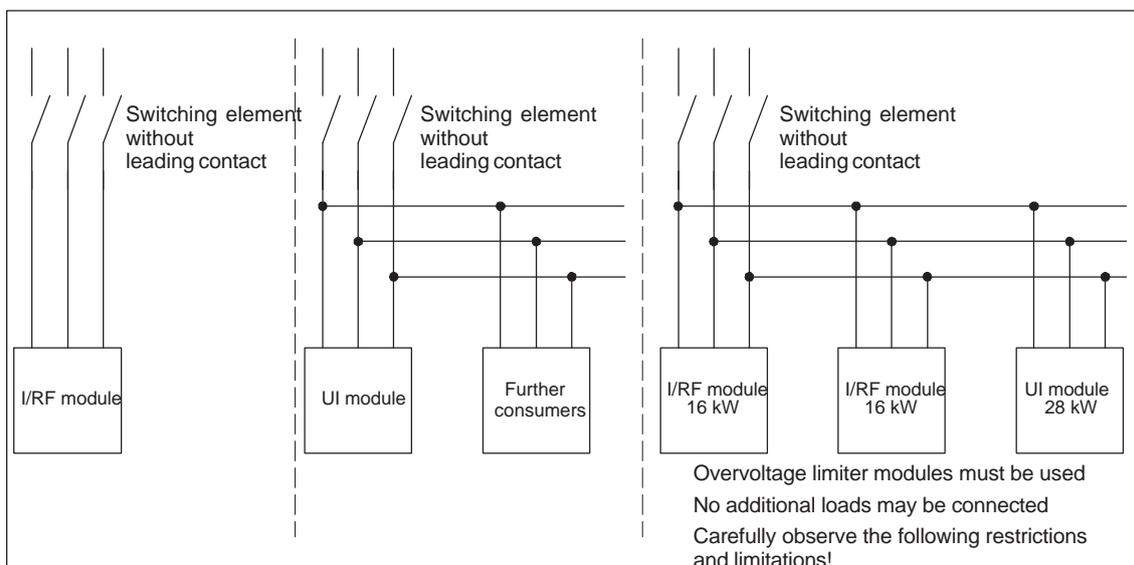 Switching element
without
leading contact
Switching element
without
leading contact
Switching element
without
leading contact
I/RF module
UI module
Further
consumers
I/RF module
16 kW
I/RF module
16 kW
UI module
28 kW
Overvoltage limiter modules must be used
No additional loads may be connected
Carefully observe the following restrictions
and limitations!